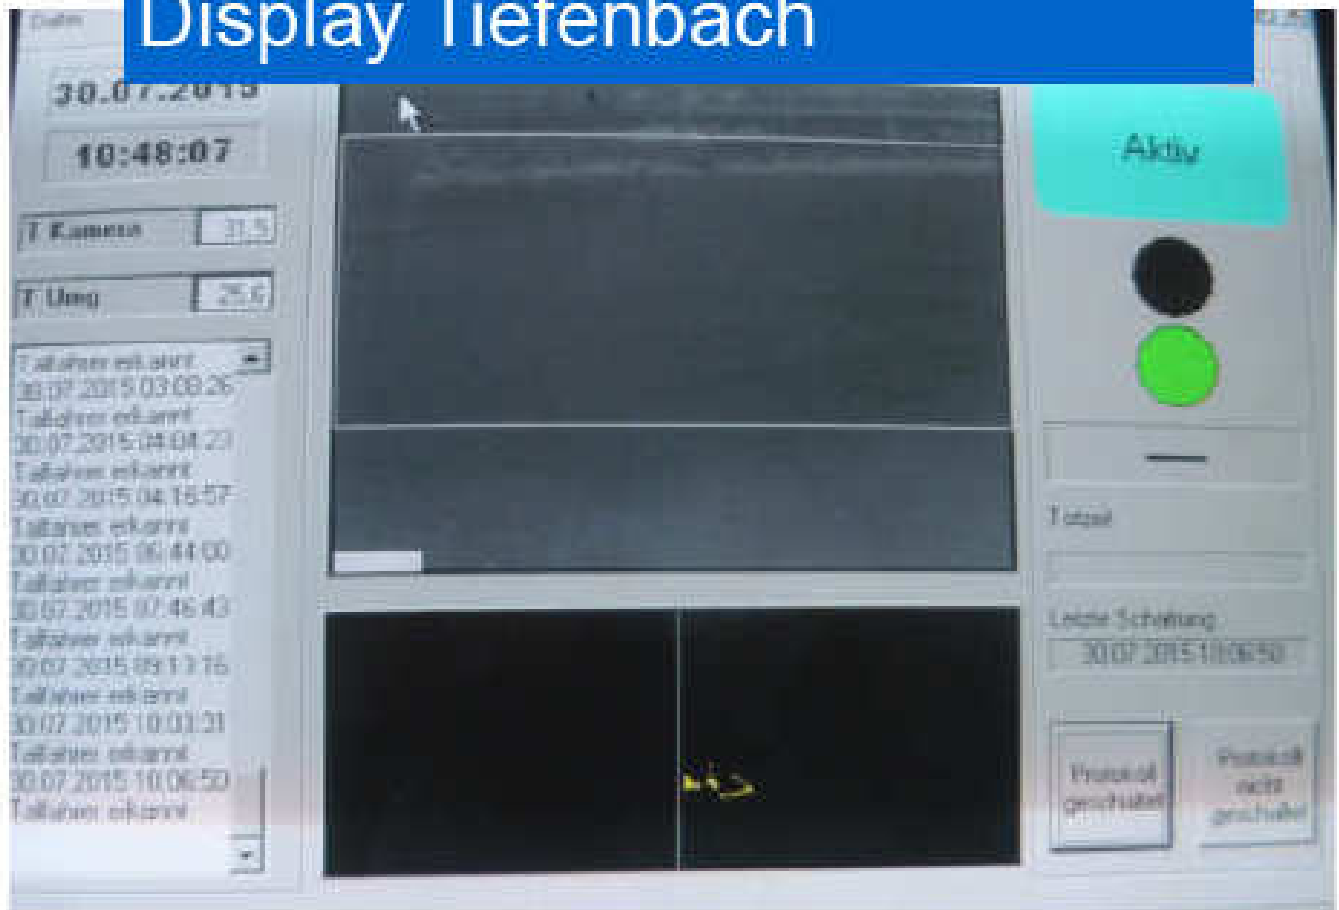 Display Tiefenbach
Datei
30.07.2015
10:48:07
T Kamera 31.5
T Umg 25.6
Talfahrer erkannt
30.07.2015 03:08:26
Talfahrer erkannt
30.07.2015 04:04:23
Talfahrer erkannt
30.07.2015 04:16:57
Talfahrer erkannt
30.07.2015 06:44:00
Talfahrer erkannt
30.07.2015 07:46:43
Talfahrer erkannt
30.07.2015 09:13:16
Talfahrer erkannt
30.07.2015 10:03:31
Talfahrer erkannt
30.07.2015 10:06:50
Talfahrer erkannt
Aktiv
Letzte Schaltung
30.07.2015 10:06:50
Protokoll
geschaltet
Protokoll
nicht
geschaltet